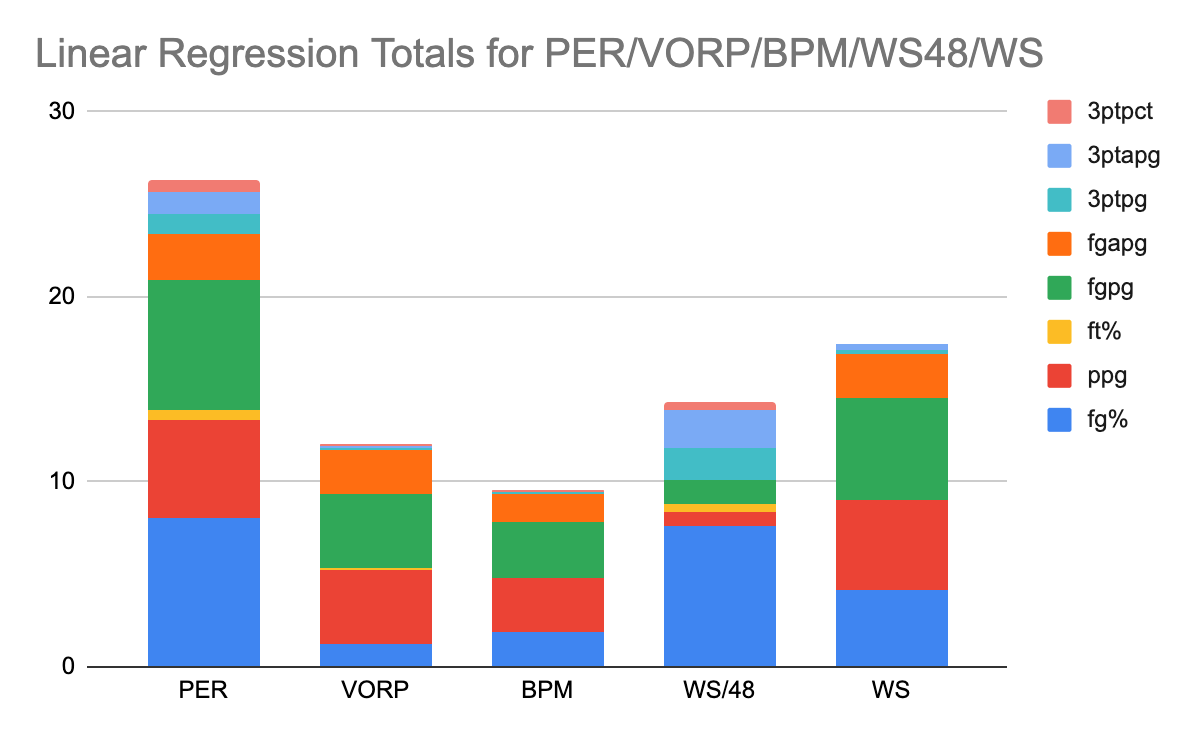 Linear Regression Totals for PER/VORP/BPM/WS48/WS
30
20
10
0
PER
VORP
BPM
WS/48
WS
3ptpct
3ptapg
3ptpg
fgapg
fgpg
ft%
ppg
fg%